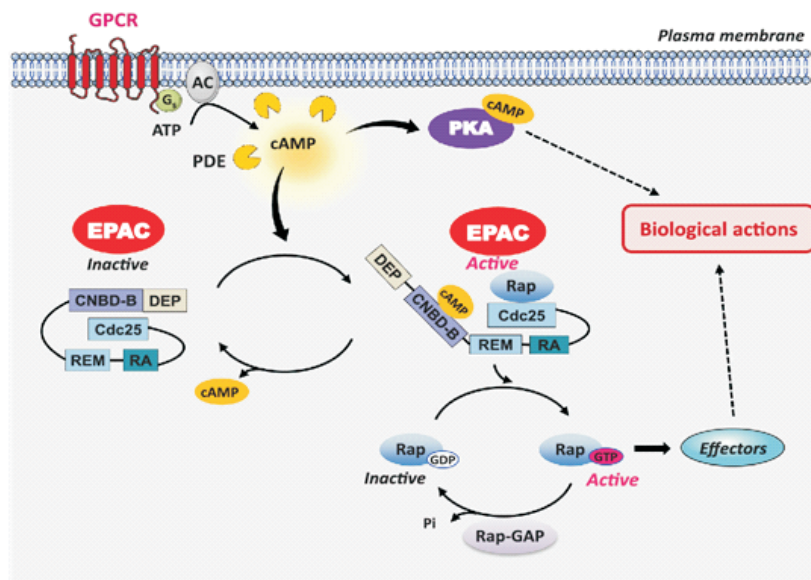 GPCR
Plasma membrane
AC
Gs
ATP
cAMP
PDE
cAMP
PKA
EPAC
Inactive
EPAC
Active
Biological actions
CNBD-B
DEP
Cdc25
REM
RA
cAMP
DEP
CNBD-B
cAMP
Rap
Cdc25
REM
RA
Rap
GDP
Inactive
Rap
GTP
Active
Effectors
Pi
Rap-GAP